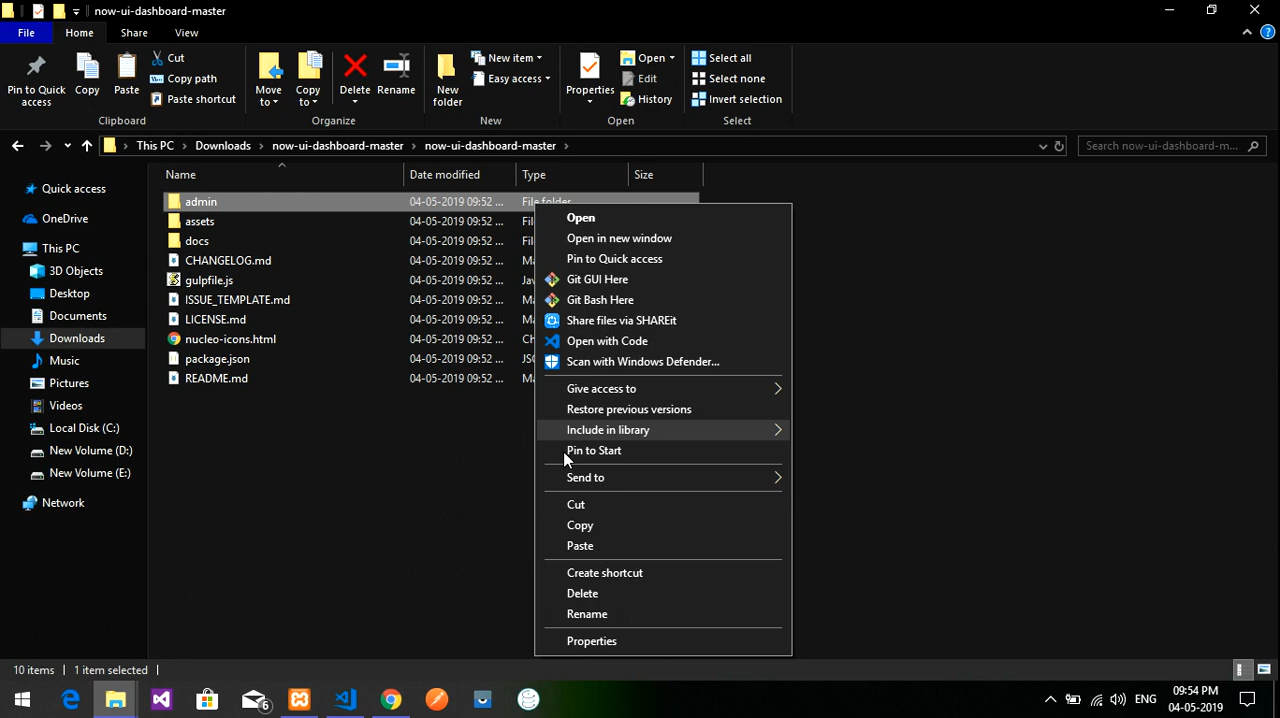 now-ui-dashboard-master
File Home Share View
Pin to Quick access
Copy
Paste
Cut
Copy path
Paste shortcut
Clipboard
Move to
Copy to
Delete
Rename
Organize
New folder
New item
Easy access
New
Properties
Open
Edit
History
Open
Select all
Select none
Invert selection
Select
This PC Downloads now-ui-dashboard-master now-ui-dashboard-master
Search now-ui-dashboard-m...
Name Date modified Type Size
Quick access
OneDrive
This PC
3D Objects
Desktop
Documents
Downloads
Music
Pictures
Videos
Local Disk (C:)
New Volume (D:)
New Volume (E:)
Network
admin 04-05-2019 09:52 ... File folder
assets 04-05-2019 09:52 ... Fil
docs 04-05-2019 09:52 ... Fil
CHANGELOG.md 04-05-2019 09:52 ... Ma
gulpfile.js 04-05-2019 09:52 ... Jav
ISSUE_TEMPLATE.md 04-05-2019 09:52 ... Ma
LICENSE.md 04-05-2019 09:52 ... Ma
nucleo-icons.html 04-05-2019 09:52 ... Ch
package.json 04-05-2019 09:52 ... JS
README.md 04-05-2019 09:52 ... Ma
Open
Open in new window
Pin to Quick access
Git GUI Here
Git Bash Here
Share files via SHAREit
Open with Code
Scan with Windows Defender...
Give access to
Restore previous versions
Include in library
Pin to Start
Send to
Cut
Copy
Paste
Create shortcut
Delete
Rename
Properties
10 items 1 item selected
6
ENG
09:54 PM
04-05-2019